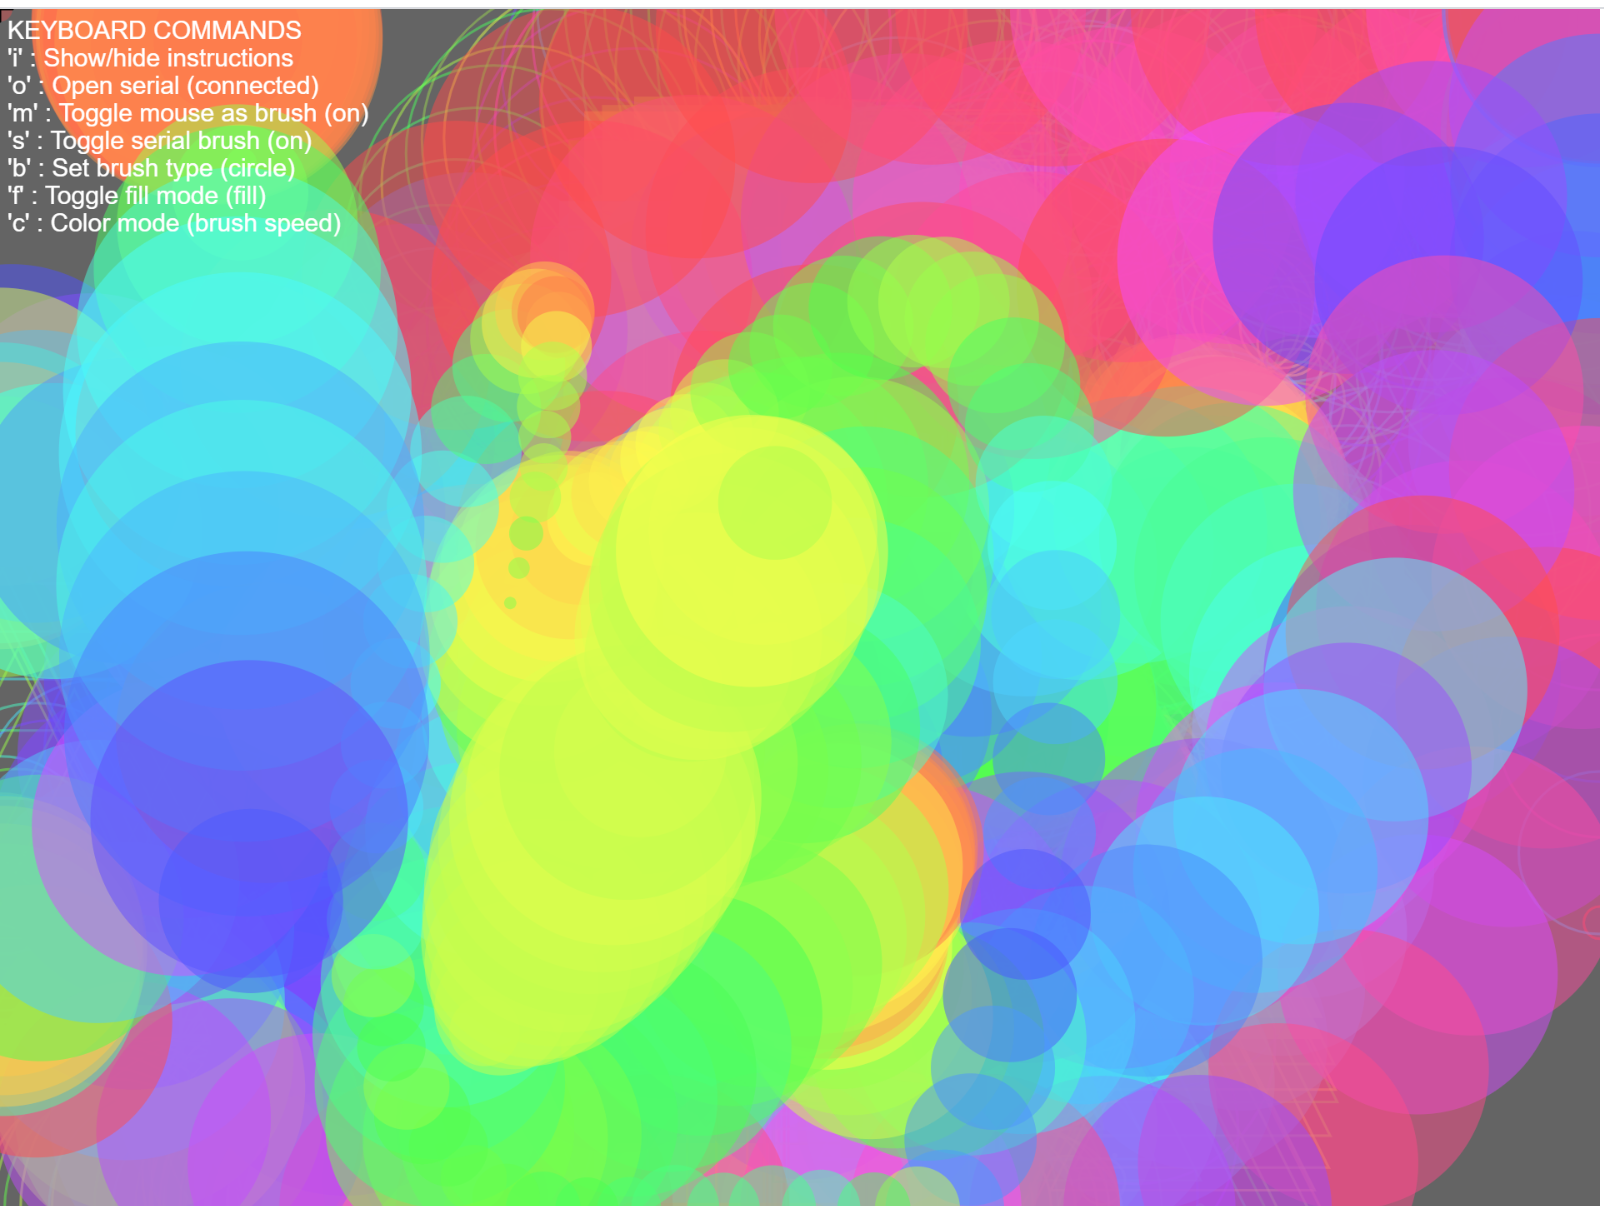 KEYBOARD COMMANDS
'i' : Show/hide instructions
'o' : Open serial (connected)
'm' : Toggle mouse as brush (on)
's' : Toggle serial brush (on)
'b' : Set brush type (circle)
'f' : Toggle fill mode (fill)
'c' : Color mode (brush speed)